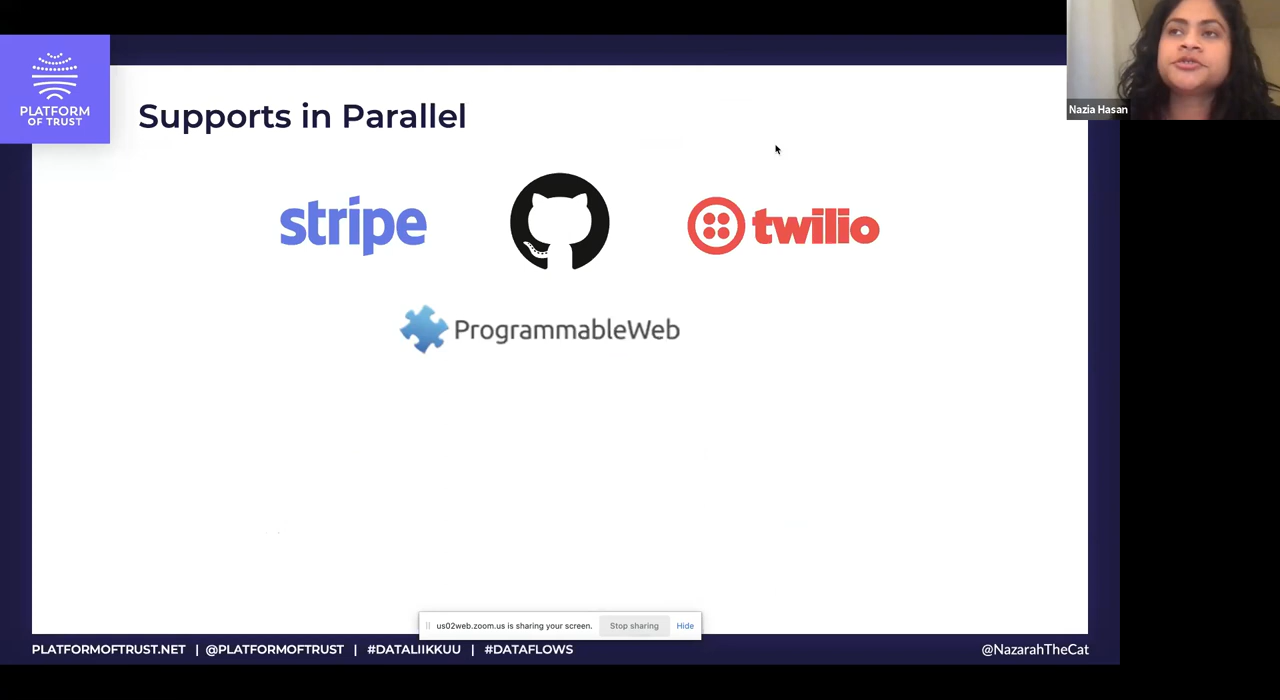 PLATFORM
OF TRUST
Supports in Parallel
Nazia Hasan
stripe
twilio
ProgrammableWeb
us02web.zoom.us is sharing your screen.
Stop sharing
Hide
PLATFORMOFTRUST.NET | @PLATFORMOFTRUST | #DATALIIKKUU | #DATAFLOWS
@NazarahTheCat